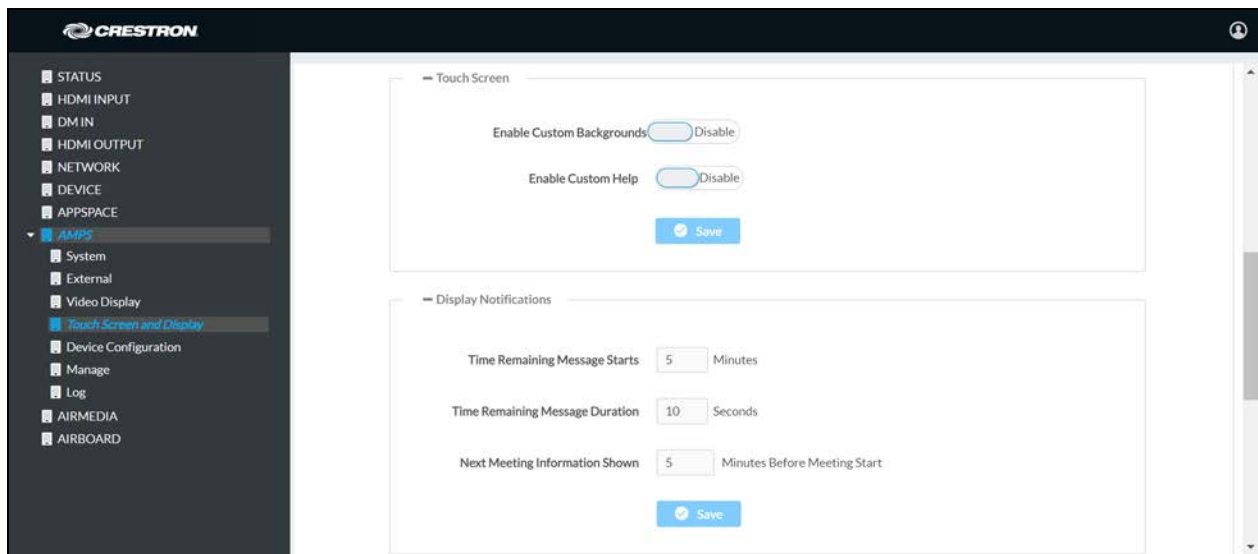 CRESTRON
STATUS
HDMI INPUT
DM IN
HDMI OUTPUT
NETWORK
DEVICE
APPSPACE
AMPS
System
External
Video Display
Touch Screen and Display
Device Configuration
Manage
Log
AIRMEDIA
AIRBOARD
Touch Screen
Enable Custom Backgrounds Disable
Enable Custom Help Disable
Save
Display Notifications
Time Remaining Message Starts 5 Minutes
Time Remaining Message Duration 10 Seconds
Next Meeting Information Shown 5 Minutes Before Meeting Start
Save